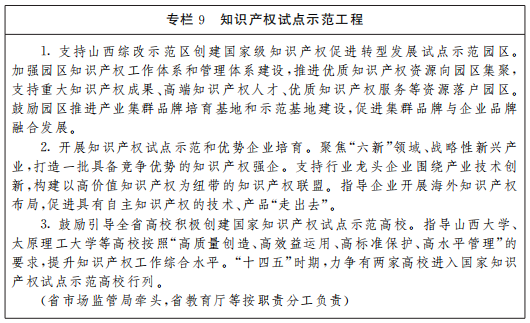 专栏 9　知识产权试点示范工程
1. 支持山西综改示范区创建国家级知识产权促进转型发展试点示范园区。
加强园区知识产权工作体系和管理体系建设,推进优质知识产权资源向园区集聚,
支持重大知识产权成果、高端知识产权人才、优质知识产权服务等资源落户园区。
鼓励园区推进产业集群品牌培育基地和示范基地建设,促进集群品牌与企业品牌
融合发展。
2. 开展知识产权试点示范和优势企业培育。聚焦“六新”领域、战略性新兴产
业,打造一批具备竞争优势的知识产权强企。支持行业龙头企业围绕产业技术创
新,构建以高价值知识产权为纽带的知识产权联盟。指导企业开展海外知识产权
布局,促进具有自主知识产权的技术、产品“走出去”。
3. 鼓励引导全省高校积极创建国家知识产权试点示范高校。指导山西大学、
太原理工大学等高校按照“高质量创造、高效益运用、高标准保护、高水平管理”的
要求,提升知识产权工作综合水平。“十四五”时期,力争有两家高校进入国家知识
产权试点示范高校行列。
(省市场监管局牵头,省教育厅等按职责分工负责)